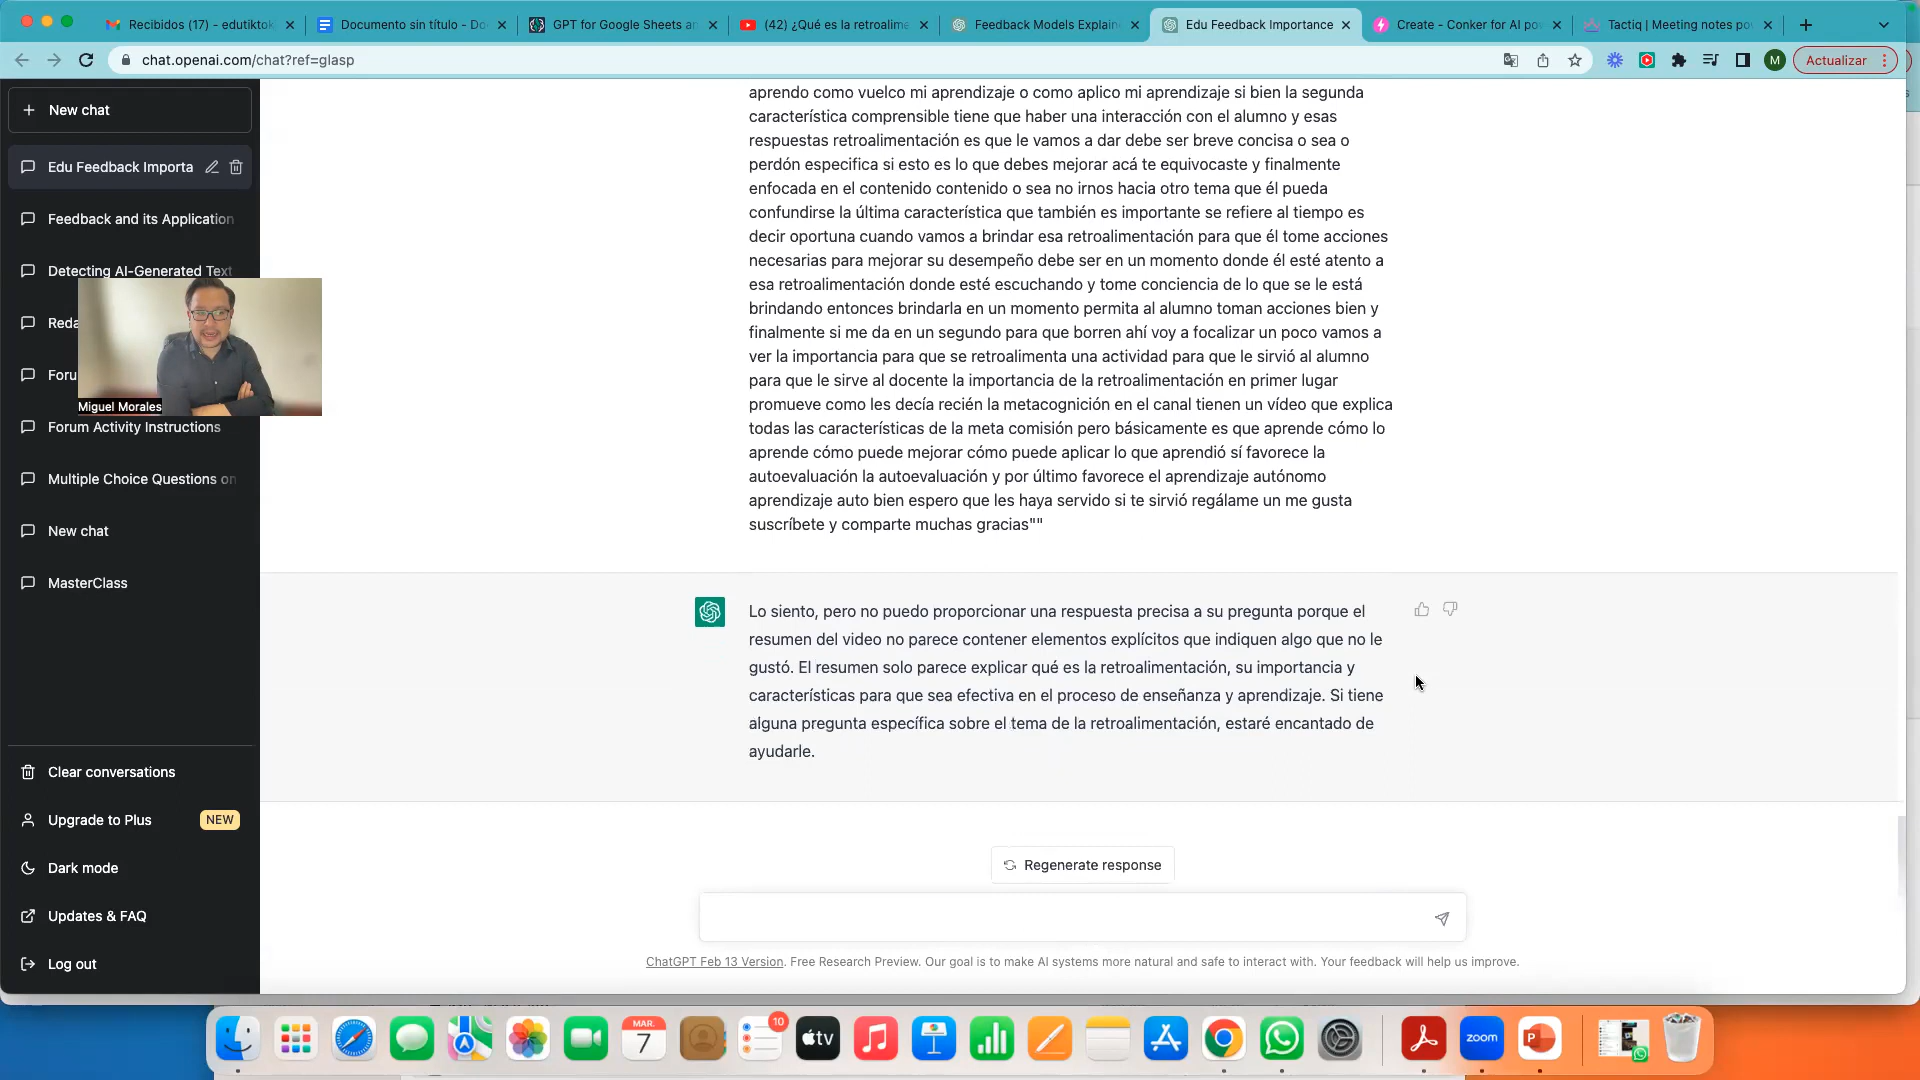 Recibidos (17) - edutiktok
Documento sin título - Do
GPT for Google Sheets a
(42) ¿Qué es la retroalime
Feedback Models Explain
Edu Feedback Importance
Create - Conker for AI po
Tactiq | Meeting notes po
chat.openai.com/chat?ref=glasp
M
Actualizar
New chat
Edu Feedback Importa
Feedback and its Application
Detecting AI-Generated Text
Reda
Foru
Miguel Morales
Forum Activity Instructions
Multiple Choice Questions on
New chat
MasterClass
Clear conversations
Upgrade to Plus NEW
Dark mode
Updates & FAQ
Log out
aprendo como vuelco mi aprendizaje o como aplico mi aprendizaje si bien la segunda
característica comprensible tiene que haber una interacción con el alumno y esas
respuestas retroalimentación es que le vamos a dar debe ser breve concisa o sea o
perdón especifica si esto es lo que debes mejorar acá te equivocaste y finalmente
enfocada en el contenido contenido o sea no irnos hacia otro tema que él pueda
confundirse la última característica que también es importante se refiere al tiempo es
decir oportuna cuando vamos a brindar esa retroalimentación para que él tome acciones
necesarias para mejorar su desempeño debe ser en un momento donde él esté atento a
esa retroalimentación donde esté escuchando y tome conciencia de lo que se le está
brindando entonces brindarla en un momento permita al alumno toman acciones bien y
finalmente si me da en un segundo para que borren ahí voy a focalizar un poco vamos a
ver la importancia para que se retroalimenta una actividad para que le sirvió al alumno
para que le sirve al docente la importancia de la retroalimentación en primer lugar
promueve como les decía recién la metacognición en el canal tienen un vídeo que explica
todas las características de la meta comisión pero básicamente es que aprende cómo lo
aprende cómo puede mejorar cómo puede aplicar lo que aprendió sí favorece la
autoevaluación la autoevaluación y por último favorece el aprendizaje autónomo
aprendizaje auto bien espero que les haya servido si te sirvió regálame un me gusta
suscríbete y comparte muchas gracias""
Lo siento, pero no puedo proporcionar una respuesta precisa a su pregunta porque el
resumen del video no parece contener elementos explícitos que indiquen algo que no le
gustó. El resumen solo parece explicar qué es la retroalimentación, su importancia y
características para que sea efectiva en el proceso de enseñanza y aprendizaje. Si tiene
alguna pregunta específica sobre el tema de la retroalimentación, estaré encantado de
ayudarle.
Regenerate response
ChatGPT Feb 13 Version. Free Research Preview. Our goal is to make AI systems more natural and safe to interact with. Your feedback will help us improve.
MAR.
7
10
tv
zoom